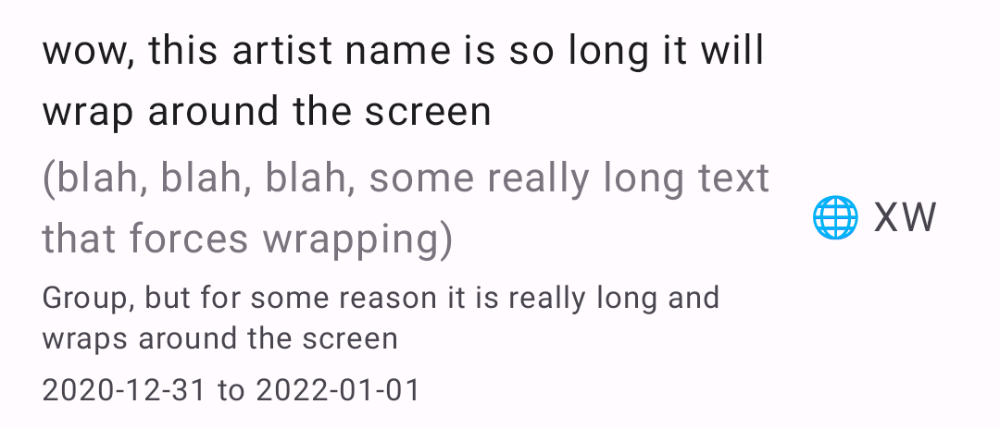 wow, this artist name is so long it will
wrap around the screen
(blah, blah, blah, some really long text
that forces wrapping)
🌐 XW
Group, but for some reason it is really long and
wraps around the screen
2020-12-31 to 2022-01-01